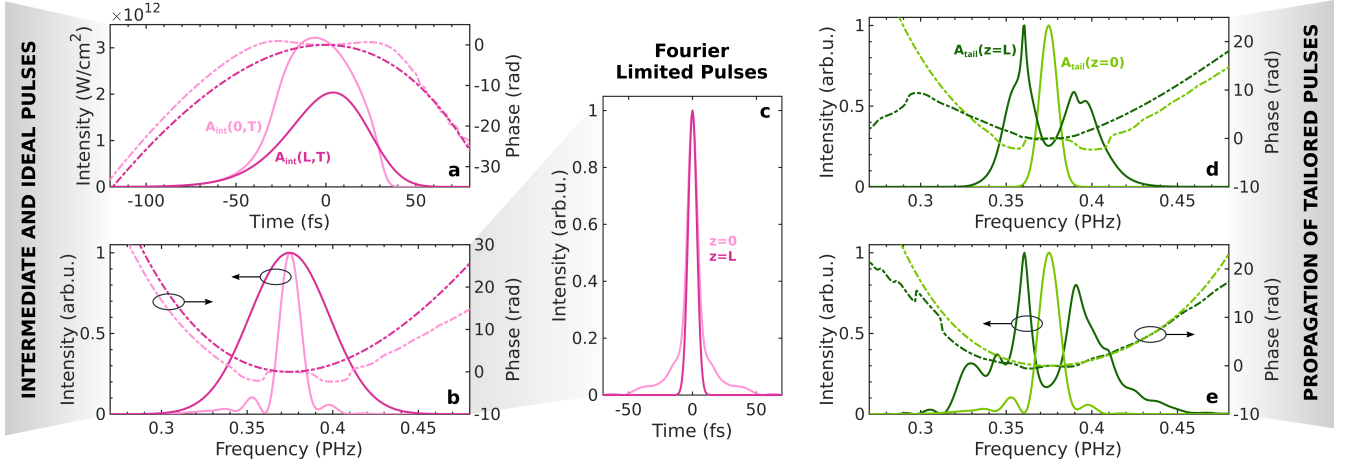 INTERMEDIATE AND IDEAL PULSES
×10^12
3
2
1
0
Intensity (W/cm^2)
0
-10
-20
-30
Phase (rad)
A_int(0,T)
A_int(L,T)
a
-100
-50
0
50
Time (fs)
1
0.5
0
Intensity (arb.u.)
30
20
10
0
-10
Phase (rad)
b
0.3
0.35
0.4
0.45
Frequency (PHz)
Fourier
Limited Pulses
1
0.8
0.6
0.4
0.2
0
Intensity (arb.u.)
c
z=0
z=L
-50
0
50
Time (fs)
1
0.5
0
Intensity (arb.u.)
A_tail(z=L)
A_tail(z=0)
20
10
0
-10
Phase (rad)
d
0.3
0.35
0.4
0.45
Frequency (PHz)
1
0.5
0
Intensity (arb.u.)
20
10
0
-10
Phase (rad)
e
0.3
0.35
0.4
0.45
Frequency (PHz)
PROPAGATION OF TAILORED PULSES